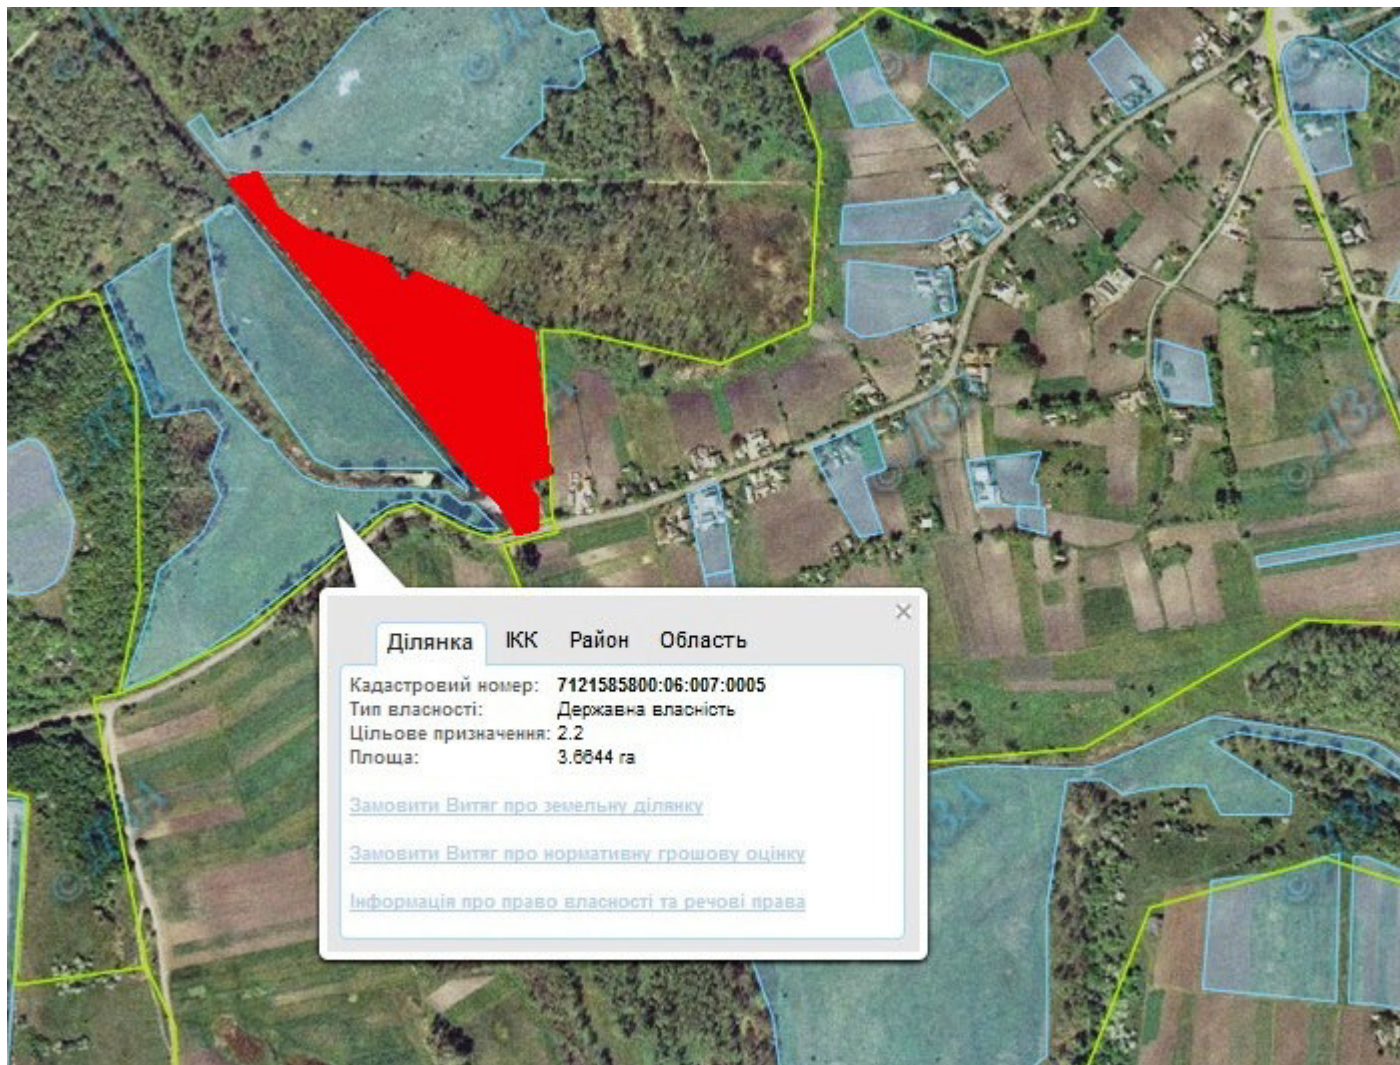 Ділянка ІКК Район Область
Кадастровий номер: 7121585800:06:007:0005
Тип власності: Державна власність
Цільове призначення: 2.2
Площа: 3.6644 га
Замовити Витяг про земельну ділянку
Замовити Витяг про нормативну грошову оцінку
Інформація про право власності та речові права